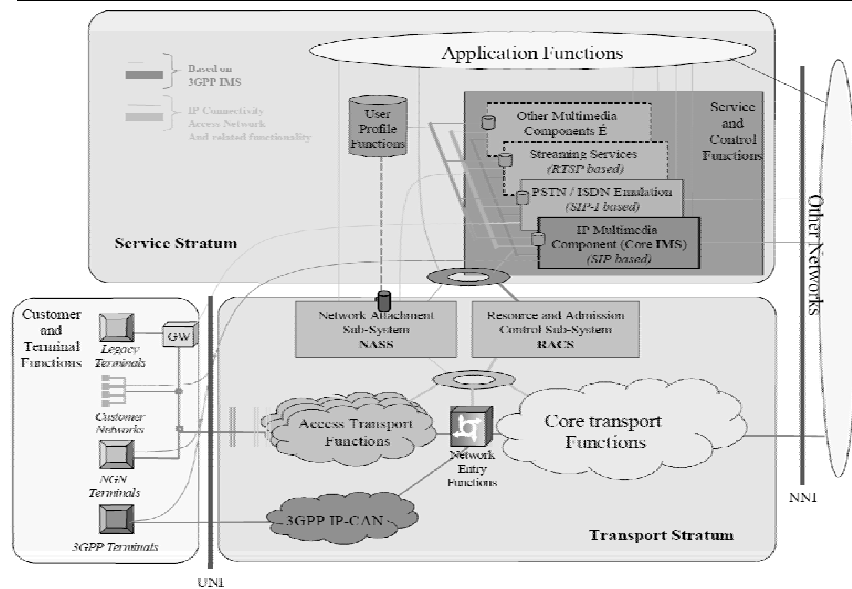 Application Functions
Based on
3GPP IMS
IP Connectivity
Access Network
And related functionality
User
Profile
Functions
Other Multimedia
Components É
Streaming Services
(RTSP based)
PSTN / ISDN Emulation
(SIP-I based)
IP Multimedia
Component (Core IMS)
(SIP based)
Service
and
Control
Functions
Service Stratum
Other Networks
Customer
and
Terminal
Functions
GW
Legacy
Terminals
Customer
Networks
NGN
Terminals
3GPP Terminals
UNI
Network Attachment
Sub-System
NASS
Resource and Admission
Control Sub-System
RACS
Access Transport
Functions
Network
Entry
Functions
Core transport
Functions
3GPP IP-CAN
Transport Stratum
NNI